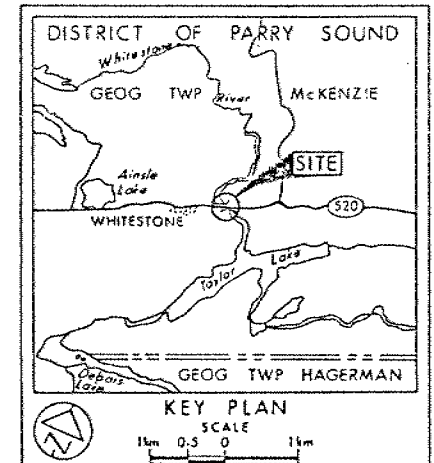 DISTRICT OF PARRY SOUND
Whitestone
GEOG TWP River McKENZIE
SITE
Ainsle
Lake
WHITESTONE
520
Taylor Lake
GEOG TWP HAGERMAN
Debois
Lake
N
KEY PLAN
SCALE
1km 0.5 0 1km